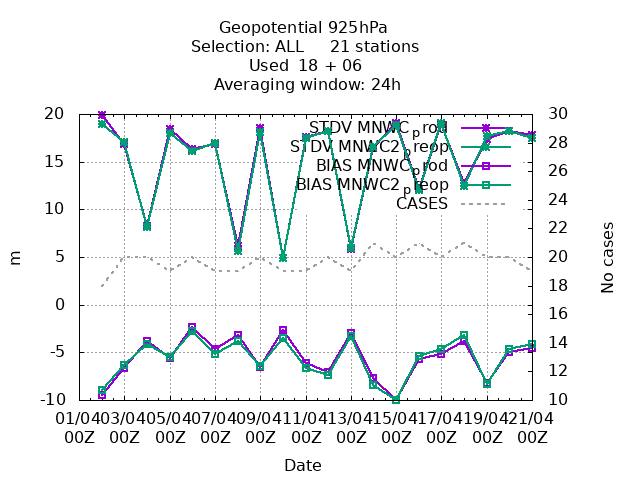 Geopotential 925hPa
Selection: ALL 21 stations
Used 18 + 06
Averaging window: 24h
20
15
10
5
0
-5
-10
30
28
26
24
22
20
18
16
14
12
10
STDV MNWC_prod
STDV MNWC2_preop
BIAS MNWC_prod
BIAS MNWC2_preop
CASES
m
No cases
01/04 03/04 05/04 07/04 09/04 11/04 13/04 15/04 17/04 19/04 21/04
00Z 00Z 00Z 00Z 00Z 00Z 00Z 00Z 00Z 00Z 00Z
Date